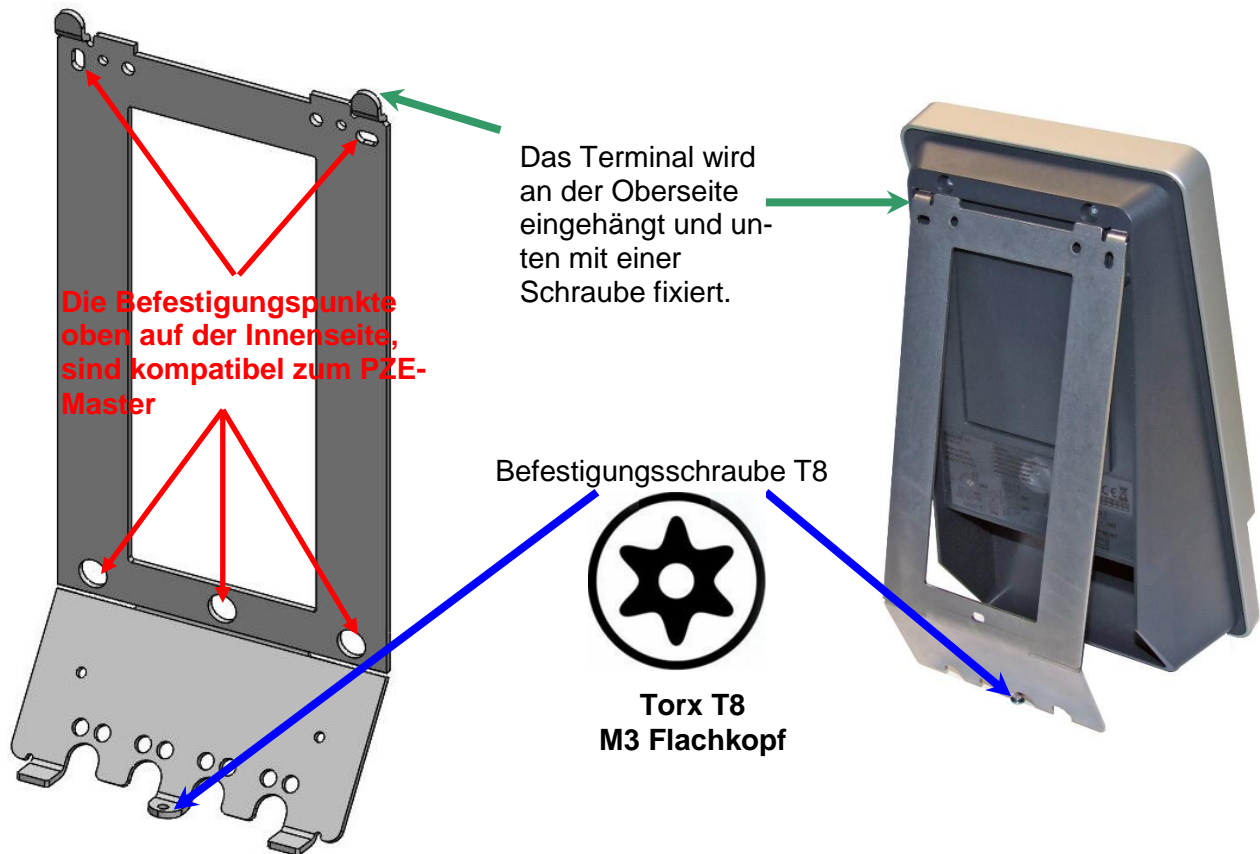 Das Terminal wird
an der Oberseite
eingehängt und un-
ten mit einer
Schraube fixiert.
Die Befestigungspunkte
oben auf der Innenseite,
sind kompatibel zum PZE-
Master
Befestigungsschraube T8
Torx T8
M3 Flachkopf